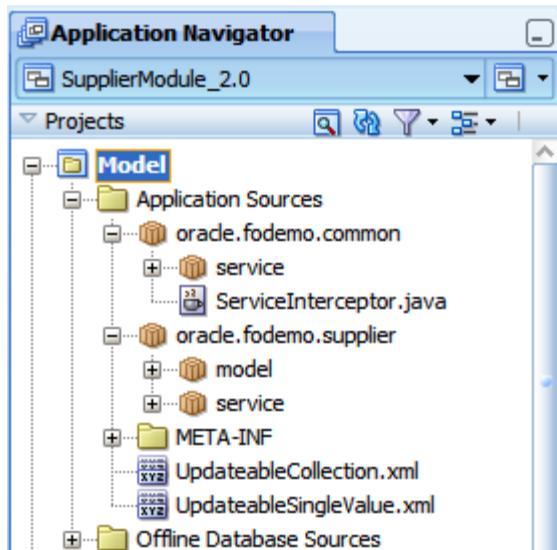 Application Navigator
SupplierModule_2.0
Projects
Model
Application Sources
oracle.fodemo.common
service
ServiceInterceptor.java
oracle.fodemo.supplier
model
service
META-INF
UpdateableCollection.xml
UpdateableSingleValue.xml
Offline Database Sources